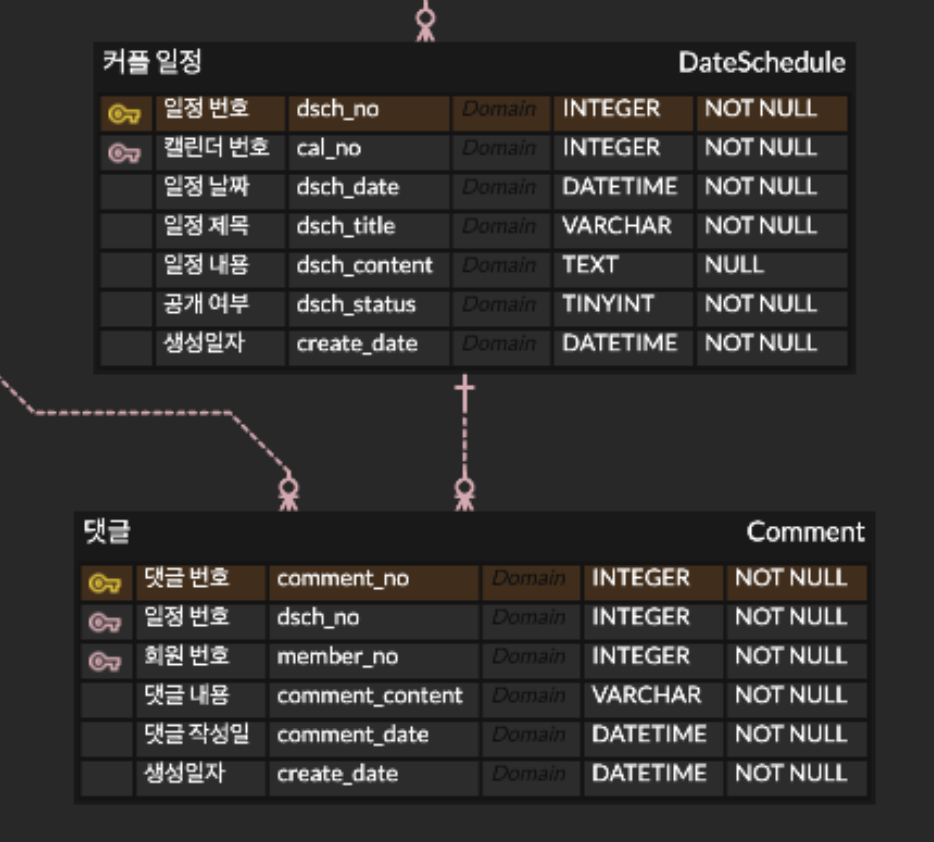 커플 일정 DateSchedule
일정 번호 dsch_no Domain INTEGER NOT NULL
캘린더 번호 cal_no Domain INTEGER NOT NULL
일정 날짜 dsch_date Domain DATETIME NOT NULL
일정 제목 dsch_title Domain VARCHAR NOT NULL
일정 내용 dsch_content Domain TEXT NULL
공개 여부 dsch_status Domain TINYINT NOT NULL
생성일자 create_date Domain DATETIME NOT NULL
댓글 Comment
댓글 번호 comment_no Domain INTEGER NOT NULL
일정 번호 dsch_no Domain INTEGER NOT NULL
회원 번호 member_no Domain INTEGER NOT NULL
댓글 내용 comment_content Domain VARCHAR NOT NULL
댓글 작성일 comment_date Domain DATETIME NOT NULL
생성일자 create_date Domain DATETIME NOT NULL